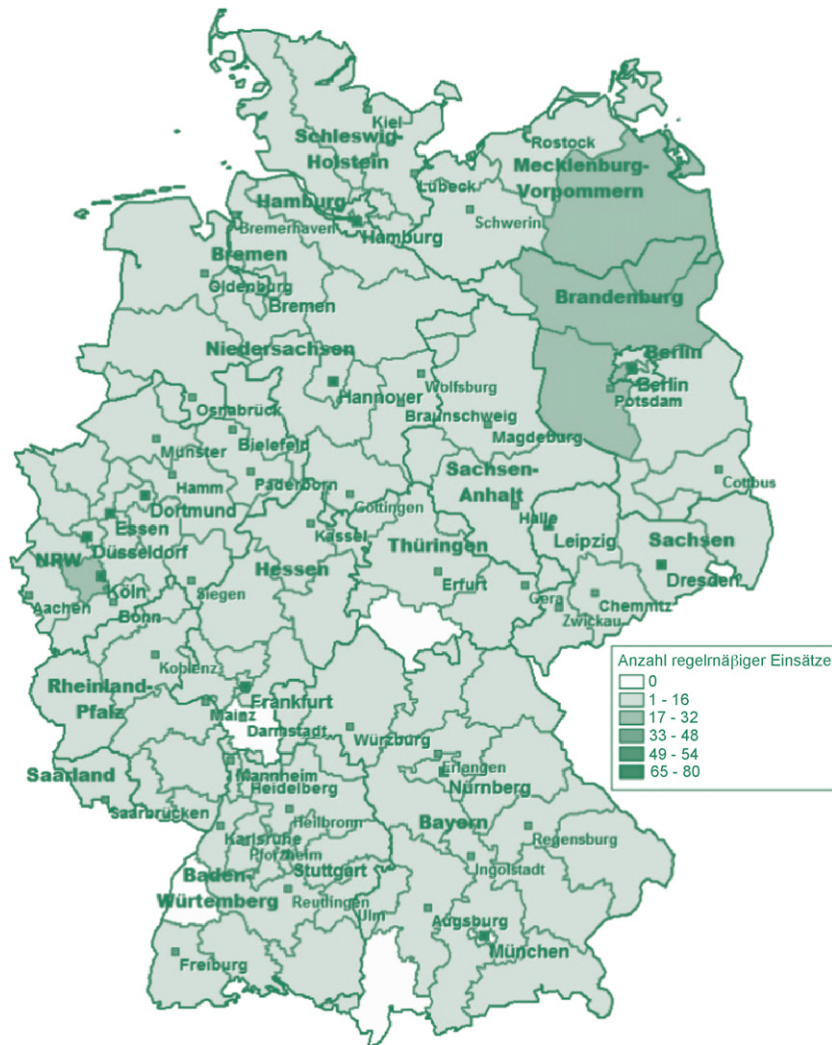 Kiel
Schleswig-
Holstein
Rostock
Mecklenburg-
Vorpommern
Lübeck
Hamburg
Schwerin
Bremerhaven
Hamburg
Bremen
Oldenburg
Bremen
Brandenburg
Niedersachsen
Berlin
Wolfsburg
Berlin
Hannover
Potsdam
Osnabrück
Braunschweig
Bielefeld
Magdeburg
Münster
Sachsen-
Anhalt
Hamm
Paderborn
Cottbus
Dortmund
Göttingen
Essen
Halle
Kassel
Leipzig
Sachsen
Düsseldorf
Thüringen
NRW
Hessen
Köln
Siegen
Erfurt
Dresden
Aachen
Gera
Chemnitz
Bonn
Zwickau
Koblenz
Rheinland-
Pfalz
Frankfurt
Mainz
Darmstadt
Würzburg
Saarland
Mannheim
Erlangen
Heidelberg
Nürnberg
Saarbrücken
Heilbronn
Bayern
Karlsruhe
Regensburg
Pforzheim
Baden-
Würtemberg
Stuttgart
Ingolstadt
Reutlingen
Ulm
Augsburg
München
Freiburg
Anzahl regelrnäβiger Einsätze
0
1 - 16
17 - 32
33 - 48
49 - 54
65 - 80